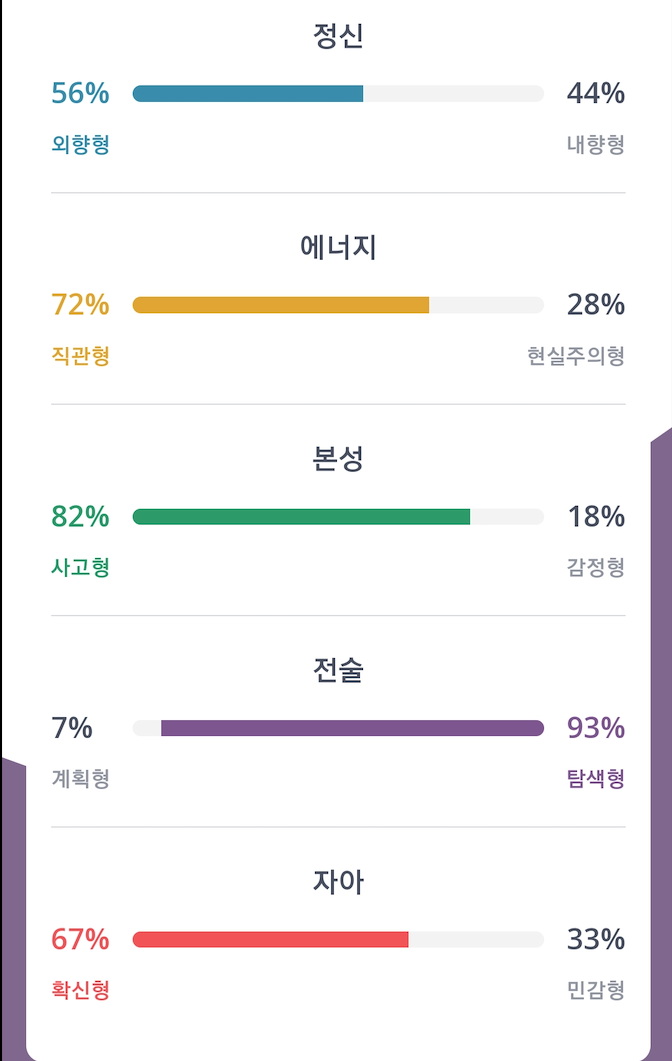 정신
56% 44%
외향형 내향형
에너지
72% 28%
직관형 현실주의형
본성
82% 18%
사고형 감정형
전술
7% 93%
계획형 탐색형
자아
67% 33%
확신형 민감형